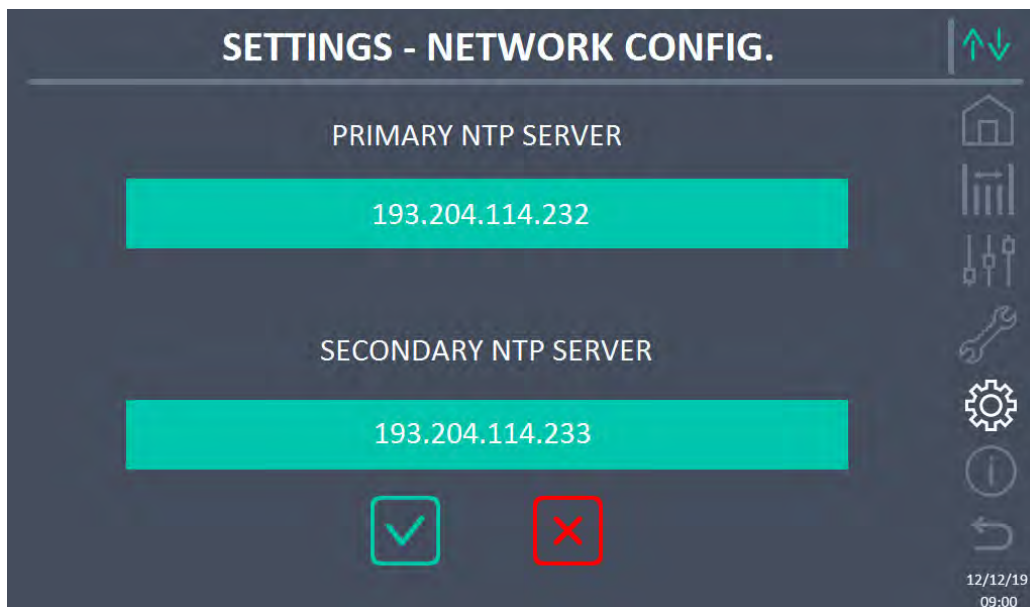 SETTINGS - NETWORK CONFIG.
PRIMARY NTP SERVER
193.204.114.232
SECONDARY NTP SERVER
193.204.114.233
12/12/19
09:00